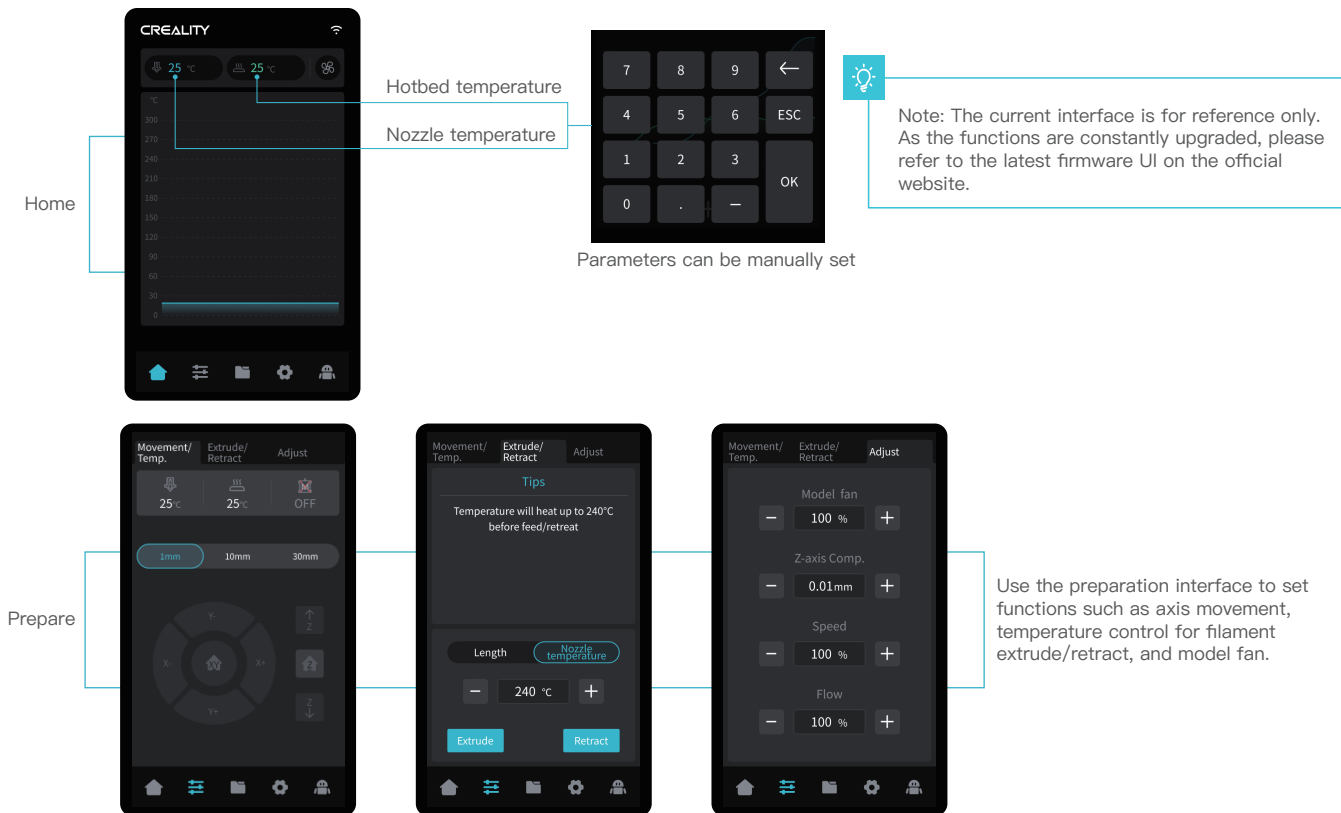 CREALITY
25 °C
25 °C
°C
300
270
240
210
180
150
120
90
60
30
0
Home
Hotbed temperature
Nozzle temperature
7 8 9 ←
4 5 6 ESC
1 2 3
OK
0 . −
Parameters can be manually set
Note: The current interface is for reference only.
As the functions are constantly upgraded, please
refer to the latest firmware UI on the official
website.
Prepare
Movement/
Temp.
Extrude/
Retract
Adjust
25°C
25°C
OFF
1mm 10mm 30mm
Y-
X-
X+
Y+
↑
Z
Z
Z
↓
Movement/
Temp.
Extrude/
Retract
Adjust
Tips
Temperature will heat up to 240°C
before feed/retreat
Length
Nozzle
temperature
− 240 °C +
Extrude Retract
Movement/
Temp.
Extrude/
Retract
Adjust
Model fan
− 100 % +
Z-axis Comp.
− 0.01mm +
Speed
− 100 % +
Flow
− 100 % +
Use the preparation interface to set
functions such as axis movement,
temperature control for filament
extrude/retract, and model fan.